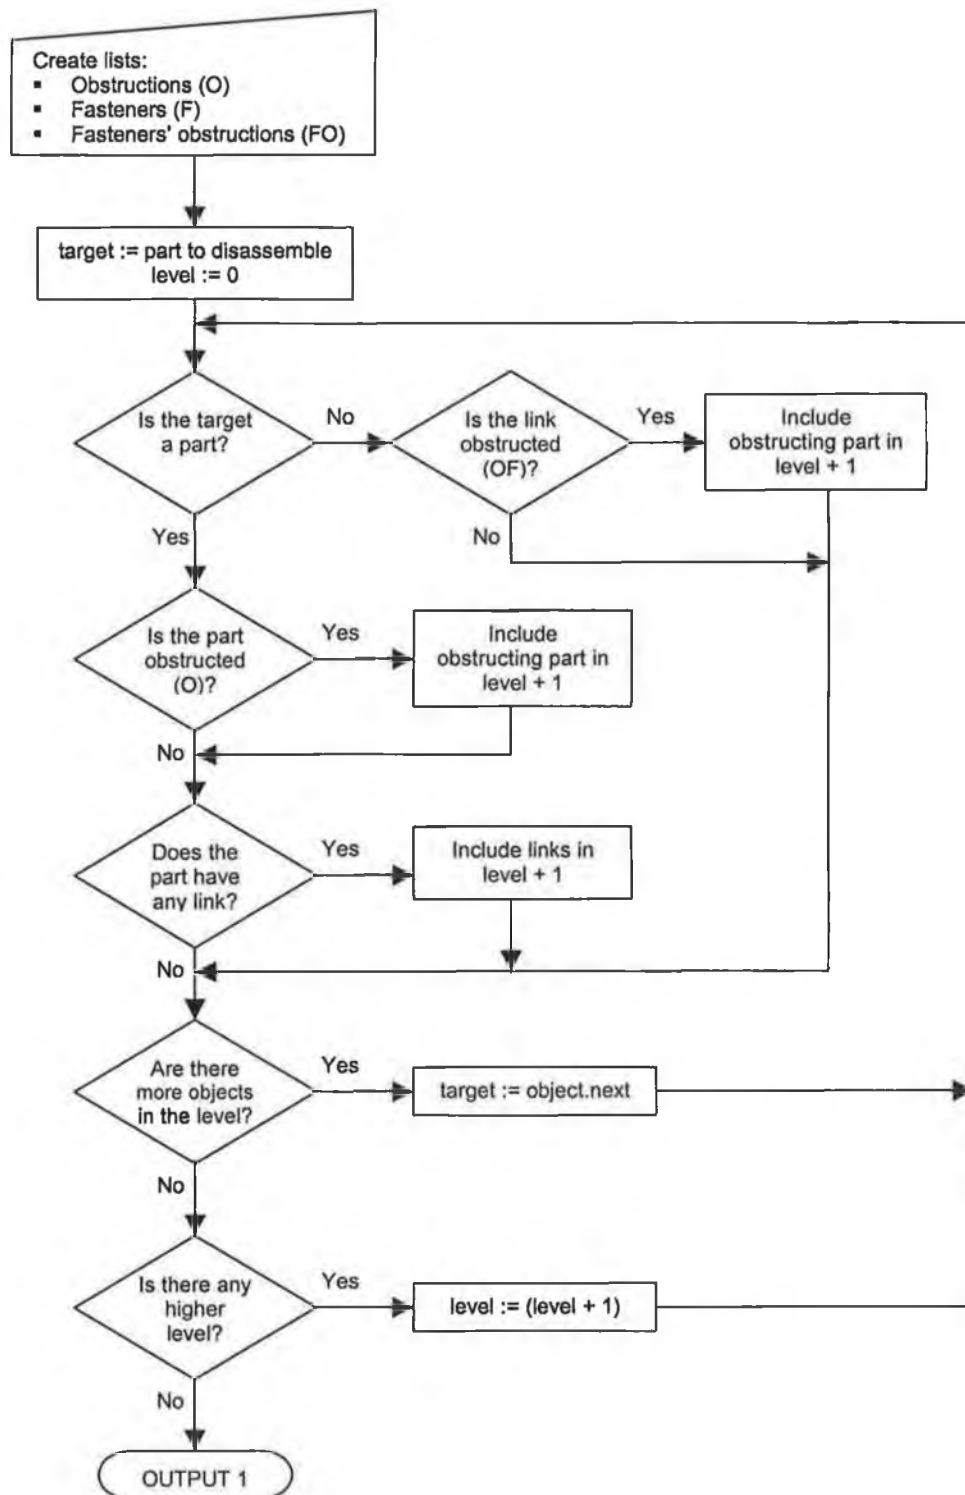 Create lists:
▪ Obstructions (O)
▪ Fasteners (F)
▪ Fasteners' obstructions (FO)
target := part to disassemble
level := 0
Is the target
a part?
No
Is the link
obstructed
(OF)?
Yes
Include
obstructing part in
level + 1
Yes
No
Is the part
obstructed
(O)?
Yes
Include
obstructing part in
level + 1
No
Does the
part have
any link?
Yes
Include links in
level + 1
No
Are there
more objects
in the level?
Yes
target := object.next
No
Is there any
higher
level?
Yes
level := (level + 1)
No
OUTPUT 1